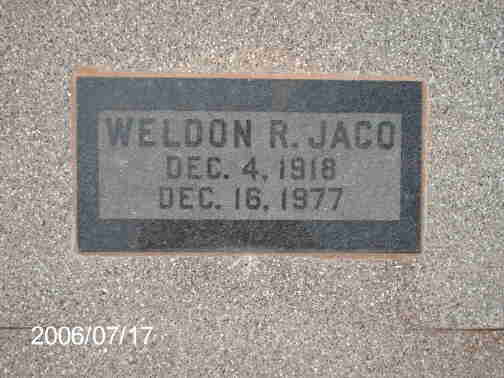 WELDON R. JACO
DEC. 4, 1918
DEC. 16, 1977
2006/07/17